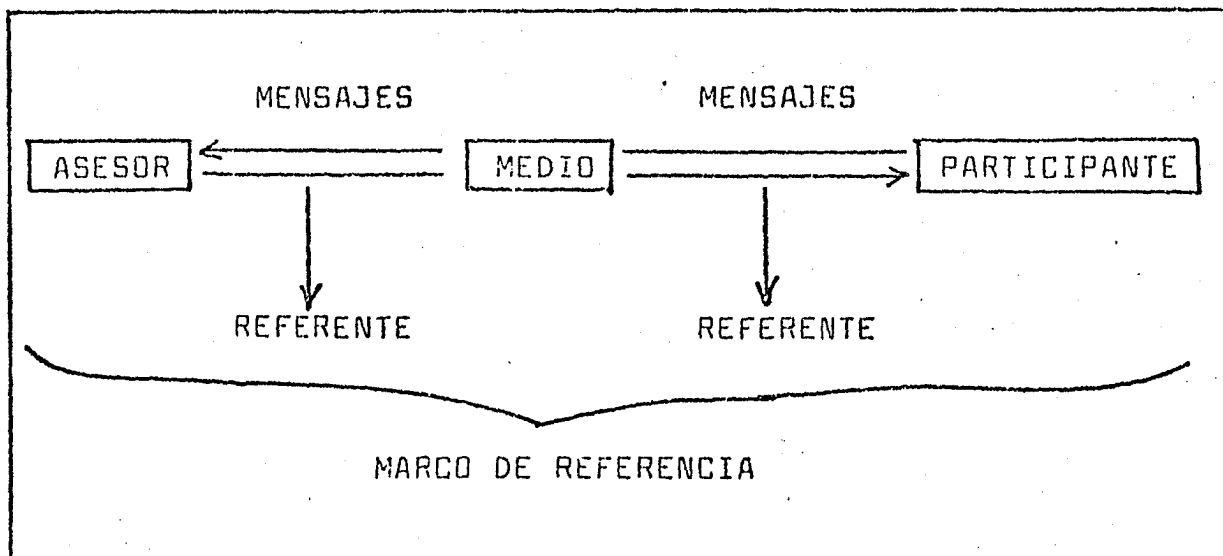 MENSAJES MENSAJES
ASESOR MEDIO PARTICIPANTE
REFERENTE REFERENTE
MARCO DE REFERENCIA